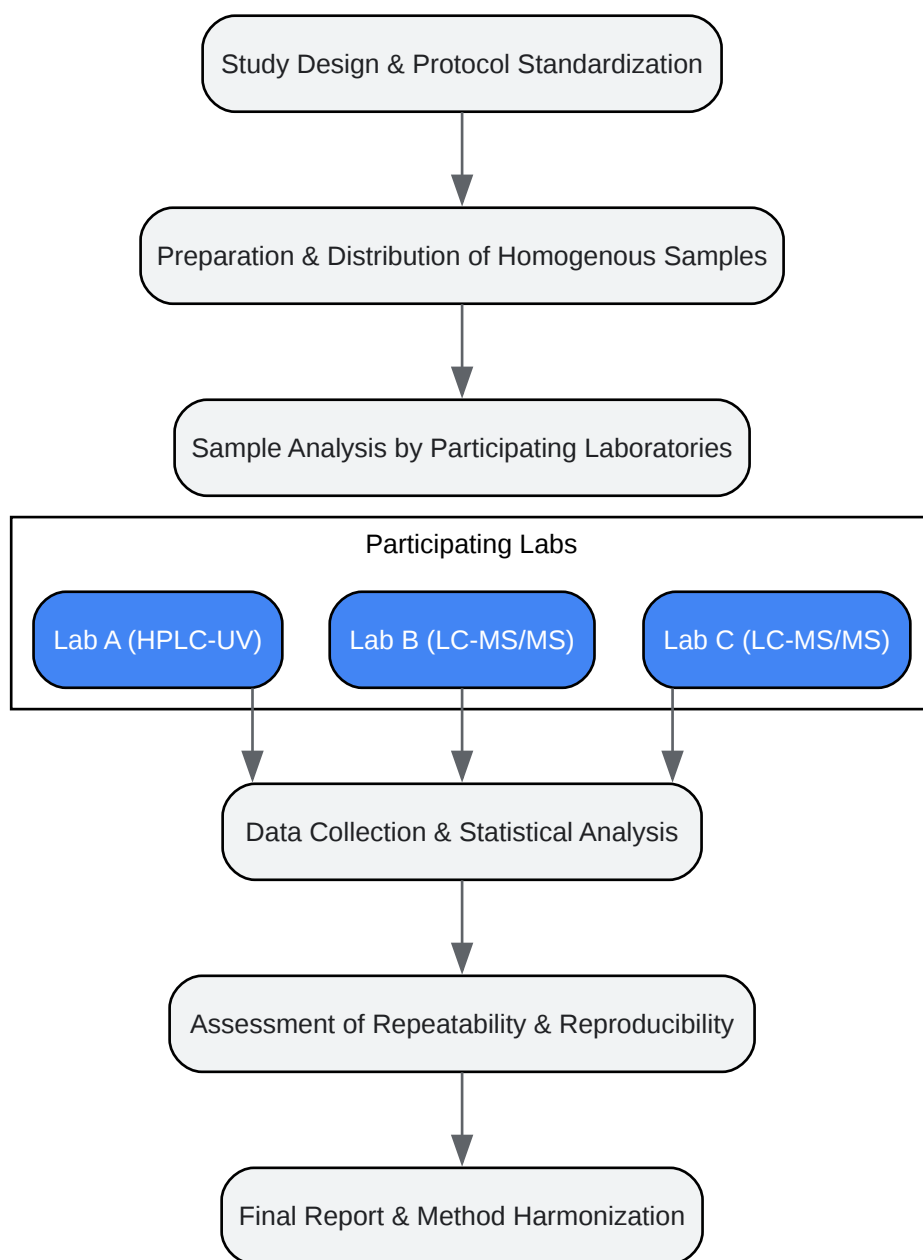 Study Design & Protocol Standardization
Preparation & Distribution of Homogenous Samples
Sample Analysis by Participating Laboratories
Participating Labs
Lab A (HPLC-UV)
Lab B (LC-MS/MS)
Lab C (LC-MS/MS)
Data Collection & Statistical Analysis
Assessment of Repeatability & Reproducibility
Final Report & Method Harmonization